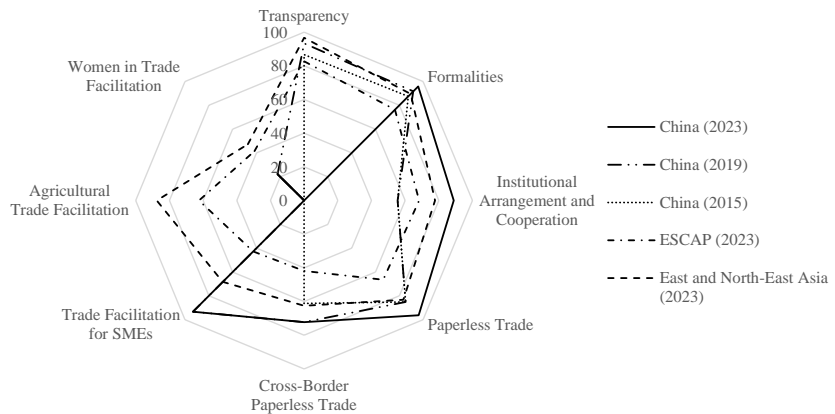 Transparency
100
80
60
40
20
0
Women in Trade
Facilitation
Formalities
Agricultural
Trade Facilitation
Institutional
Arrangement and
Cooperation
Trade Facilitation
for SMEs
Paperless Trade
Cross-Border
Paperless Trade
China (2023)
China (2019)
China (2015)
ESCAP (2023)
East and North-East Asia
(2023)